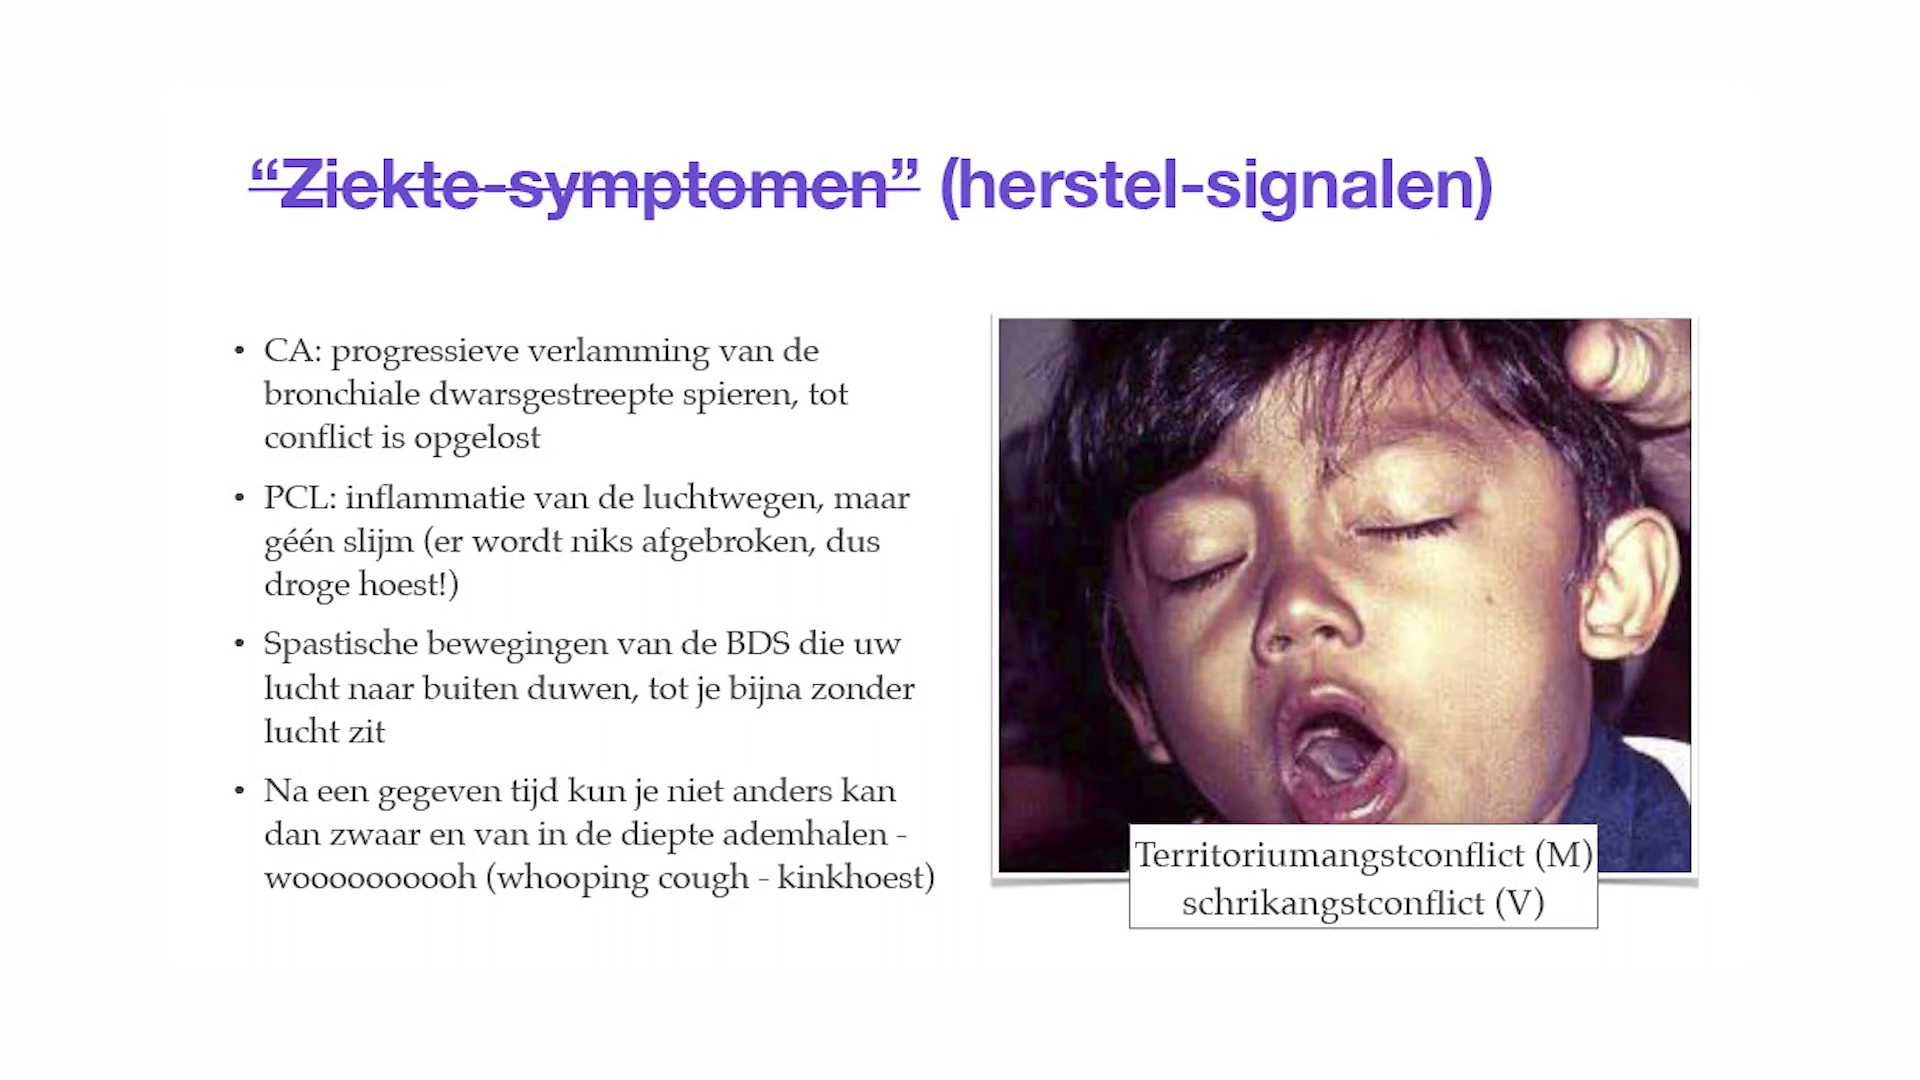 “Ziekte-symptomen” (herstel-signalen)
• CA: progressieve verlamming van de
bronchiale dwarsgestreepte spieren, tot
conflict is opgelost
• PCL: inflammatie van de luchtwegen, maar
géén slijm (er wordt niks afgebroken, dus
droge hoest!)
• Spastische bewegingen van de BDS die uw
lucht naar buiten duwen, tot je bijna zonder
lucht zit
• Na een gegeven tijd kun je niet anders kan
dan zwaar en van in de diepte ademhalen -
woooooooooh (whooping cough - kinkhoest)
Territoriumangstconflict (M)
schrikangstconflict (V)